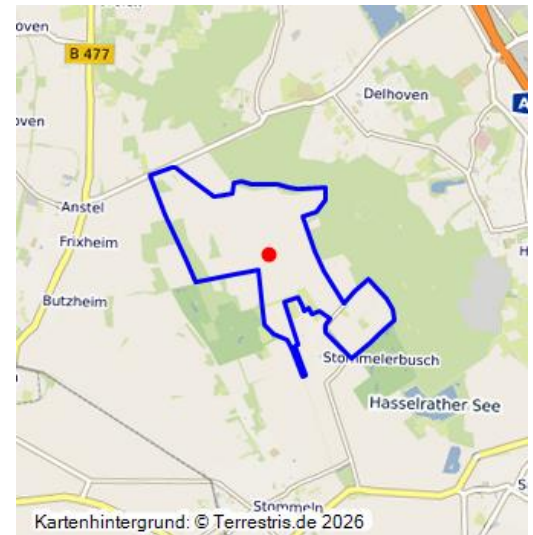 oven
B 477
Delhoven
A
oven
Anstel
Frixheim
H
Butzheim
Stommelerbusch
Hasselrather See
S
Stommeln
Kartenhintergrund: © Terrestris.de 2026